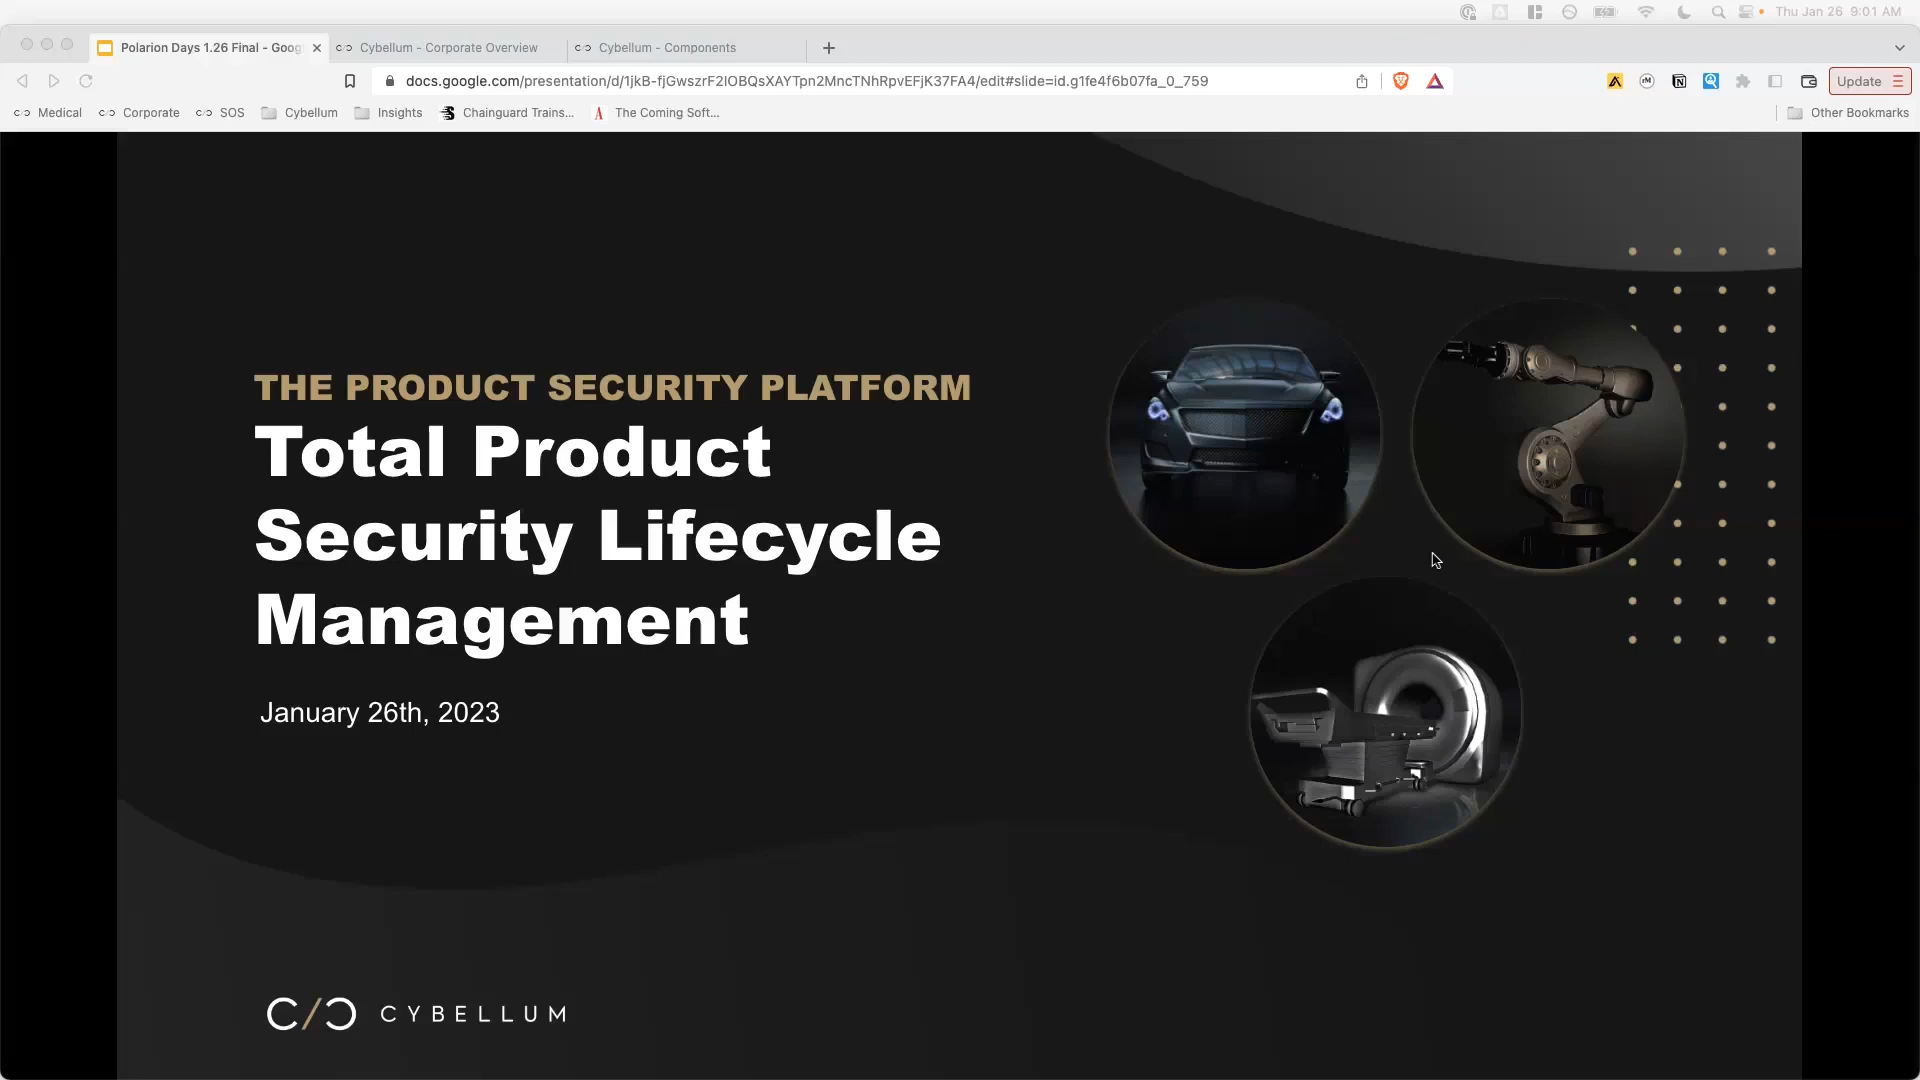 Thu Jan 26 9:01 AM
Polarion Days 1.26 Final - Goog
Cybellum - Corporate Overview
Cybellum - Components
docs.google.com/presentation/d/1jkB-fjGwszrF2IOBQsXAYTpn2MncTNhRpvEFjK37FA4/edit#slide=id.g1fe4f6b07fa_0_759
Update
Medical
Corporate
SOS
Cybellum
Insights
Chainguard Trains...
The Coming Soft...
Other Bookmarks
THE PRODUCT SECURITY PLATFORM
Total Product
Security Lifecycle
Management
January 26th, 2023
CYBELLUM